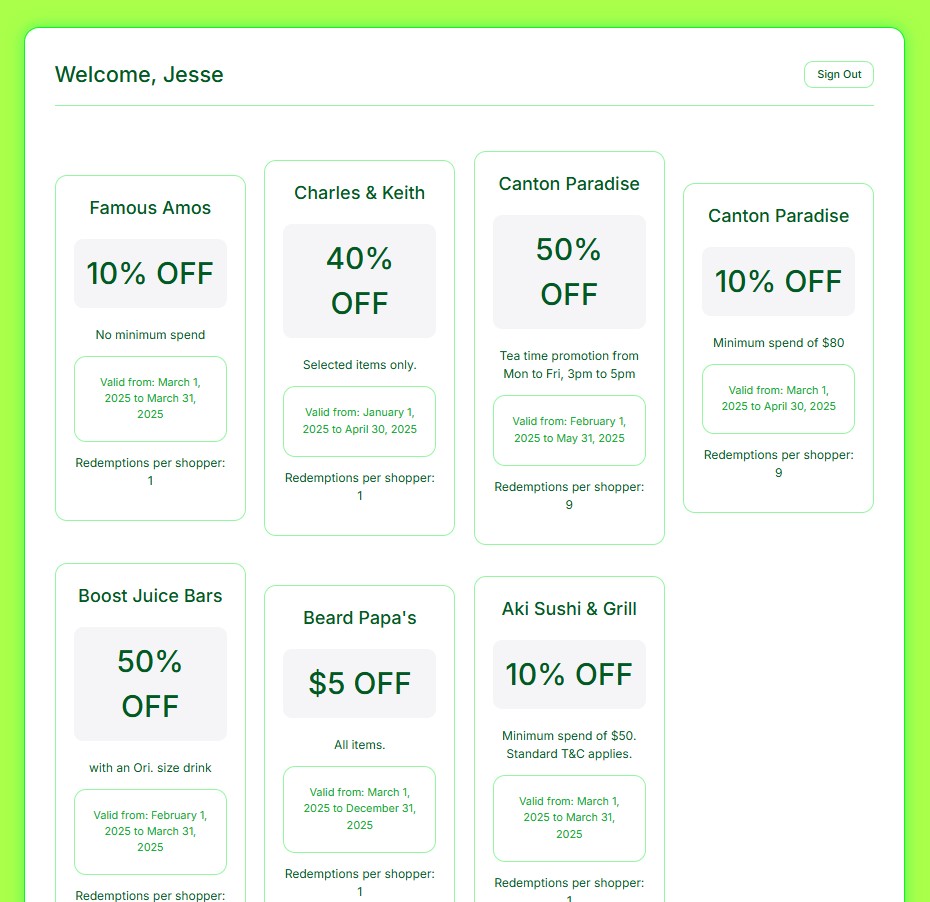 Welcome, Jesse
Sign Out
Famous Amos
10% OFF
No minimum spend
Valid from: March 1,
2025 to March 31,
2025
Redemptions per shopper:
1
Charles & Keith
40%
OFF
Selected items only.
Valid from: January 1,
2025 to April 30, 2025
Redemptions per shopper:
1
Canton Paradise
50%
OFF
Tea time promotion from
Mon to Fri, 3pm to 5pm
Valid from: February 1,
2025 to May 31, 2025
Redemptions per shopper:
9
Canton Paradise
10% OFF
Minimum spend of $80
Valid from: March 1,
2025 to April 30, 2025
Redemptions per shopper:
9
Boost Juice Bars
50%
OFF
with an Ori. size drink
Valid from: February 1,
2025 to March 31,
2025
Redemptions per shopper:
Beard Papa's
$5 OFF
All items.
Valid from: March 1,
2025 to December 31,
2025
Redemptions per shopper:
1
Aki Sushi & Grill
10% OFF
Minimum spend of $50.
Standard T&C applies.
Valid from: March 1,
2025 to March 31,
2025
Redemptions per shopper:
1